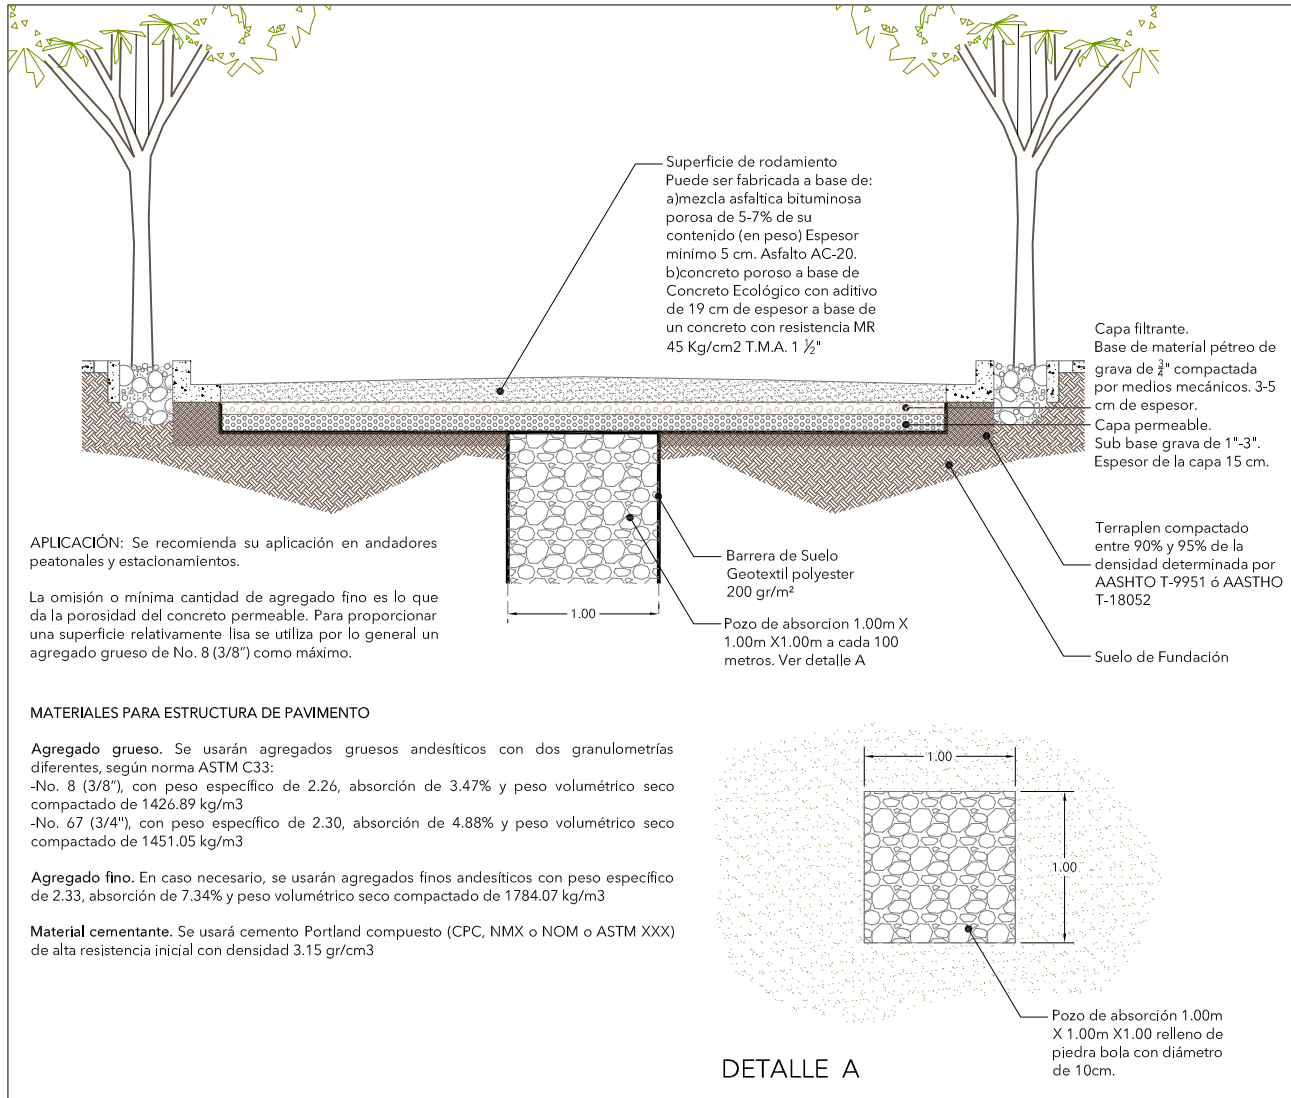 Superficie de rodamiento
Puede ser fabricada a base de:
a)mezcla asfaltica bituminosa
porosa de 5-7% de su
contenido (en peso) Espesor
minimo 5 cm. Asfalto AC-20.
b)concreto poroso a base de
Concreto Ecológico con aditivo
de 19 cm de espesor a base de
un concreto con resistencia MR
45 Kg/cm2 T.M.A. 1 ½"
Capa filtrante.
Base de material pétreo de
grava de ¾" compactada
por medios mecánicos. 3-5
cm de espesor.
Capa permeable.
Sub base grava de 1"-3".
Espesor de la capa 15 cm.
Terraplen compactado
entre 90% y 95% de la
densidad determinada por
AASHTO T-9951 ó AASTHO
T-18052
Suelo de Fundación
Barrera de Suelo
Geotextil polyester
200 gr/m²
Pozo de absorcion 1.00m X
1.00m X1.00m a cada 100
metros. Ver detalle A
1.00
APLICACIÓN: Se recomienda su aplicación en andadores
peatonales y estacionamientos.
La omisión o mínima cantidad de agregado fino es lo que
da la porosidad del concreto permeable. Para proporcionar
una superficie relativamente lisa se utiliza por lo general un
agregado grueso de No. 8 (3/8") como máximo.
MATERIALES PARA ESTRUCTURA DE PAVIMENTO
Agregado grueso. Se usarán agregados gruesos andesíticos con dos granulometrías
diferentes, según norma ASTM C33:
-No. 8 (3/8"), con peso específico de 2.26, absorción de 3.47% y peso volumétrico seco
compactado de 1426.89 kg/m3
-No. 67 (3/4"), con peso específico de 2.30, absorción de 4.88% y peso volumétrico seco
compactado de 1451.05 kg/m3
Agregado fino. En caso necesario, se usarán agregados finos andesíticos con peso específico
de 2.33, absorción de 7.34% y peso volumétrico seco compactado de 1784.07 kg/m3
Material cementante. Se usará cemento Portland compuesto (CPC, NMX o NOM o ASTM XXX)
de alta resistencia inicial con densidad 3.15 gr/cm3
1.00
1.00
Pozo de absorción 1.00m
X 1.00m X1.00 relleno de
piedra bola con diámetro
de 10cm.
DETALLE A